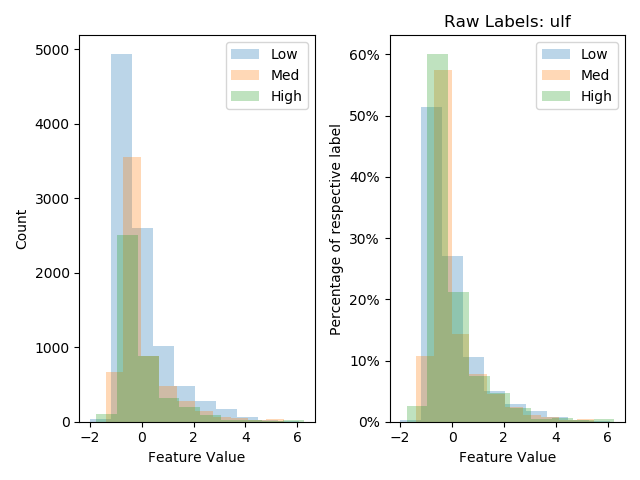 Raw Labels: ulf
5000
4000
3000
2000
1000
0
Count
−2
0
2
4
6
Feature Value
Low
Med
High
60%
50%
40%
30%
20%
10%
0%
Percentage of respective label
−2
0
2
4
6
Feature Value
Low
Med
High